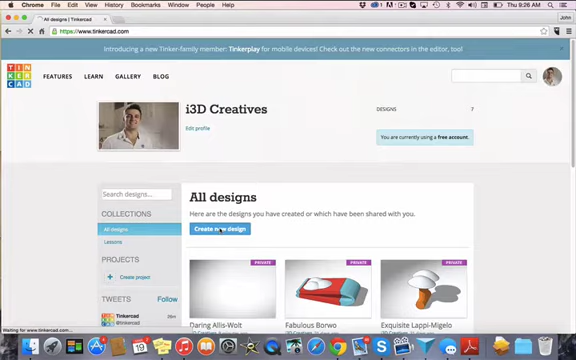 Chrome File Edit View History Bookmarks Window Help
Thu 9:26 AM
All designs | Tinkercad
John
https://www.tinkercad.com
Introducing a new Tinker-family member: Tinkerplay for mobile devices! Check out the new connectors in the editor, too!
TIN
KER
CAD
FEATURES LEARN GALLERY BLOG
i3D Creatives
Edit profile
DESIGNS 7
You are currently using a free account.
Search designs...
COLLECTIONS
All designs
Lessons
PROJECTS
+ Create project
TWEETS Follow
Tinkercad
@tinkercad
All designs
Here are the designs you have created or which have been shared with you.
Create new design
PRIVATE
PRIVATE
PRIVATE
Daring Allis-Wolt
Fabulous Borwo
Exquisite Lappi-Migelo
Waiting for www.tinkercad.com...
19